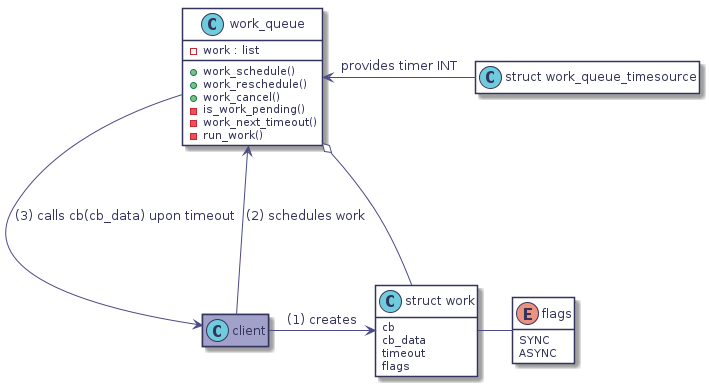 C work_queue
work : list
work_schedule()
work_reschedule()
work_cancel()
is_work_pending()
work_next_timeout()
run_work()
provides timer INT
C struct work_queue_timesource
(3) calls cb(cb_data) upon timeout
(2) schedules work
C client
(1) creates
C struct work
cb
cb_data
timeout
flags
E flags
SYNC
ASYNC